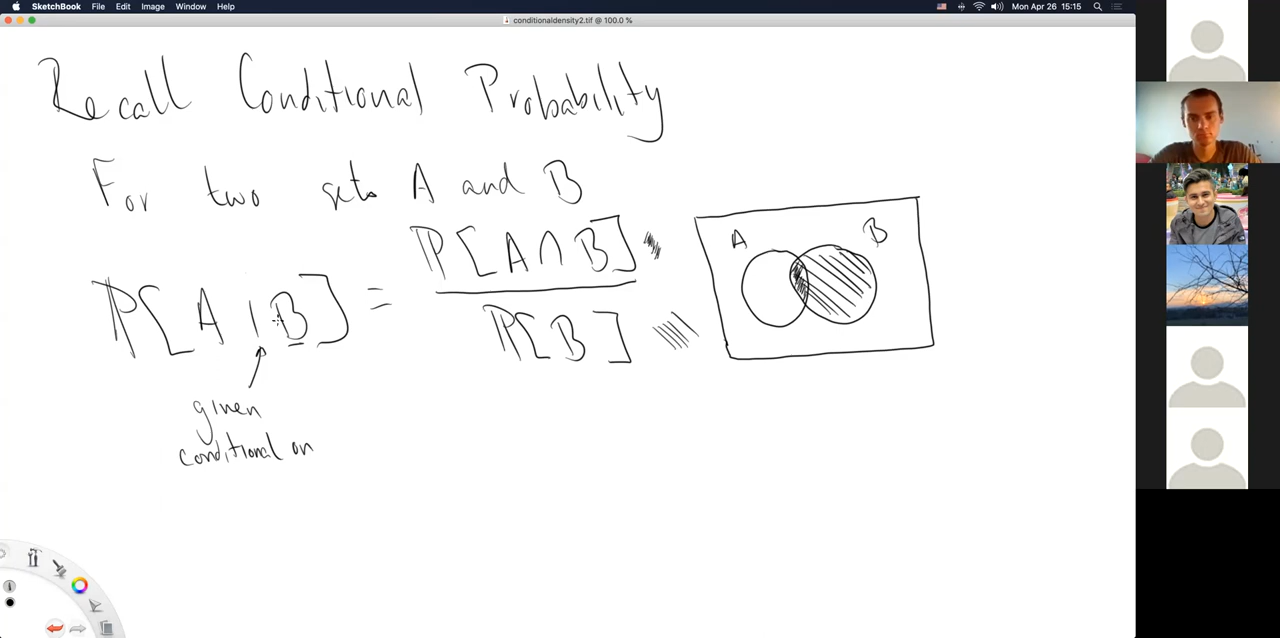 SketchBook File Edit Image Window Help Mon Apr 26 15:15
conditionaldensity2.tif @ 100.0 %
Recall Conditional Probability
For two sets A and B
ℙ[A | B] = ℙ[A ∩ B] / ℙ[B]
A B
given
conditional on